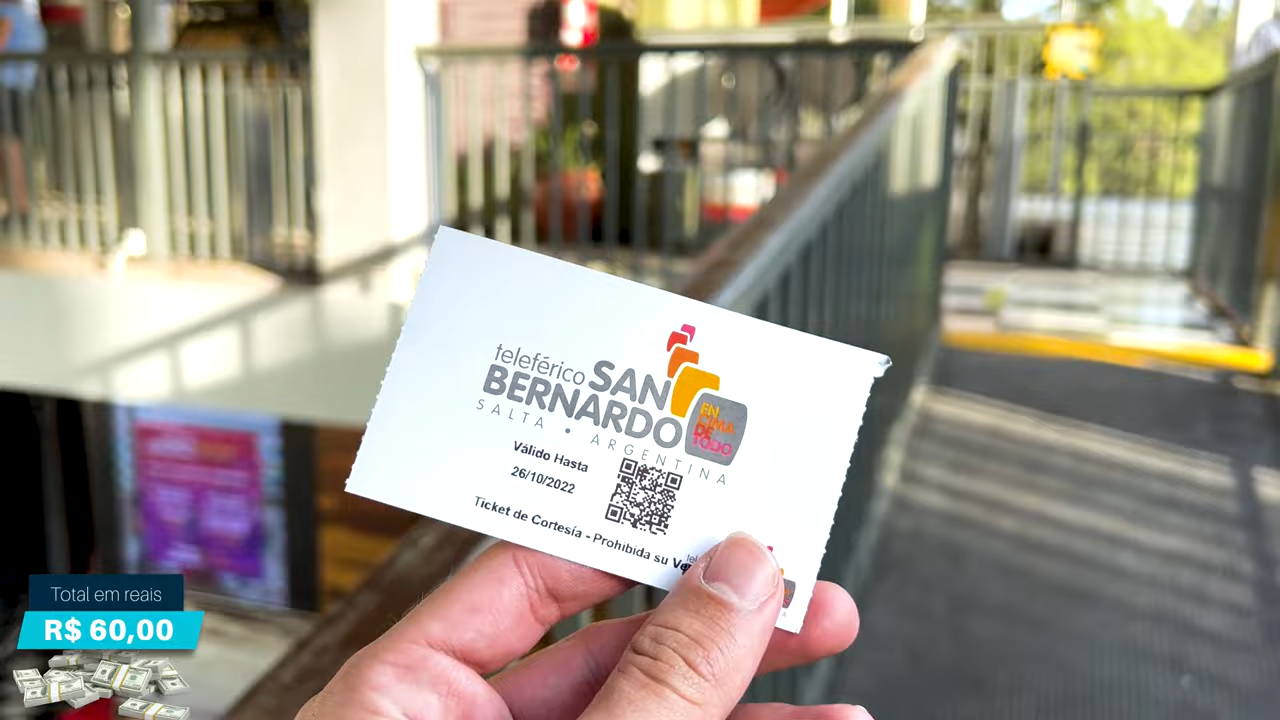 teleférico SAN
BERNARDO
SALTA • ARGENTINA
EN
CIMA
DE
TODO
Válido Hasta
26/10/2022
Ticket de Cortesía - Prohibida su
Total em reais
R$ 60,00